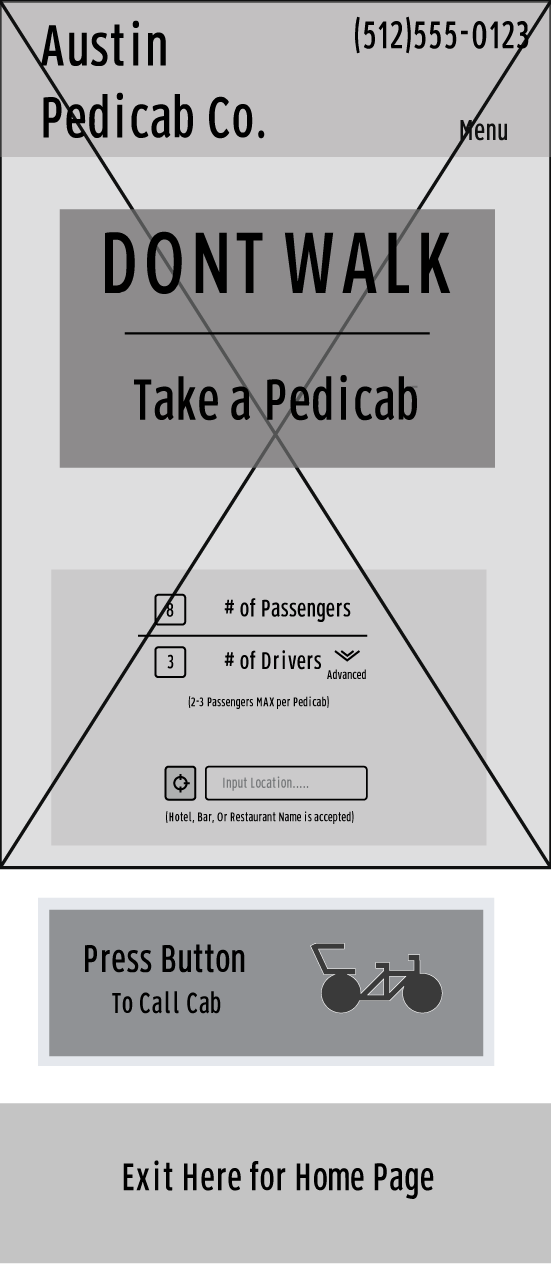 Austin
Pedicab Co.
(512)555-0123
Menu
DONT WALK
Take a Pedicab
8 # of Passengers
3 # of Drivers
Advanced
(2-3 Passengers MAX per Pedicab)
Input Location.....
(Hotel, Bar, Or Restaurant Name is accepted)
Press Button
To Call Cab
Exit Here for Home Page